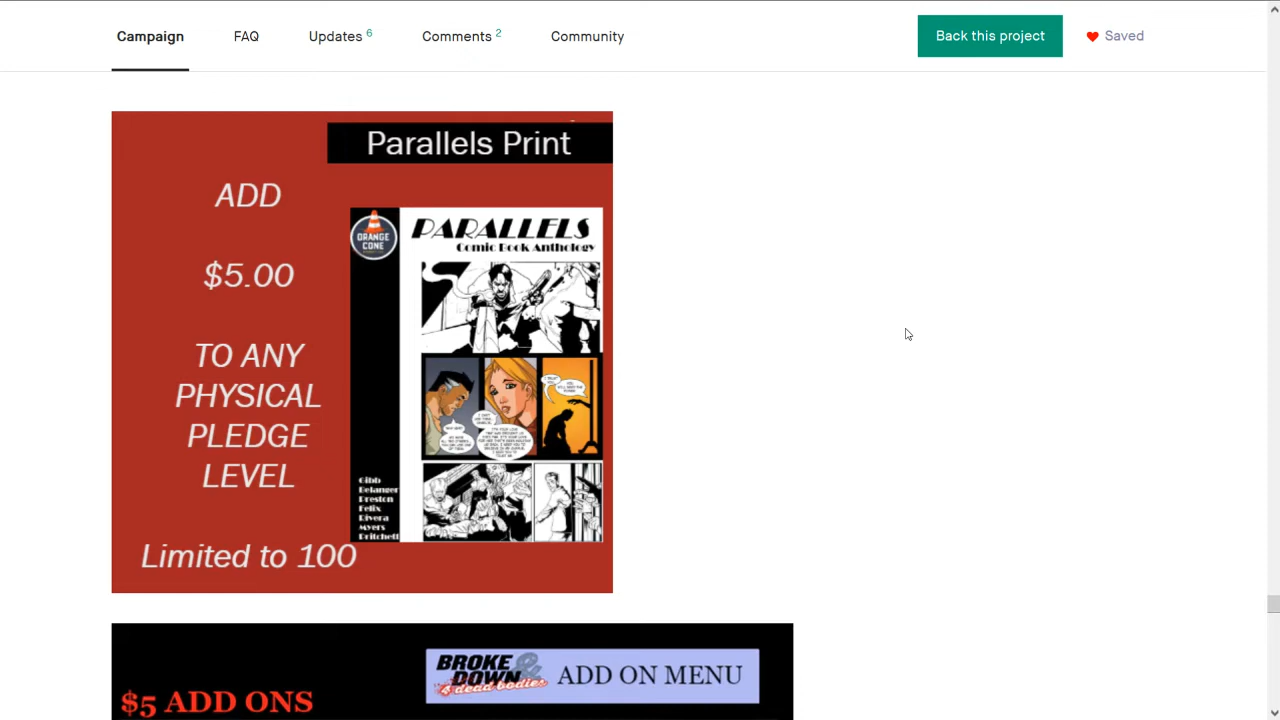 Campaign
FAQ
Updates 6
Comments 2
Community
Back this project
Saved
Parallels Print
ADD
$5.00
TO ANY
PHYSICAL
PLEDGE
LEVEL
Limited to 100
ORANGE
CONE
PARALLELS
Comic Book Anthology
Gibb
Belanger
Preston
Felix
Rivera
Myers
Pritchett
BROKE
DOWN &
4 dead bodies
ADD ON MENU
$5 ADD ONS